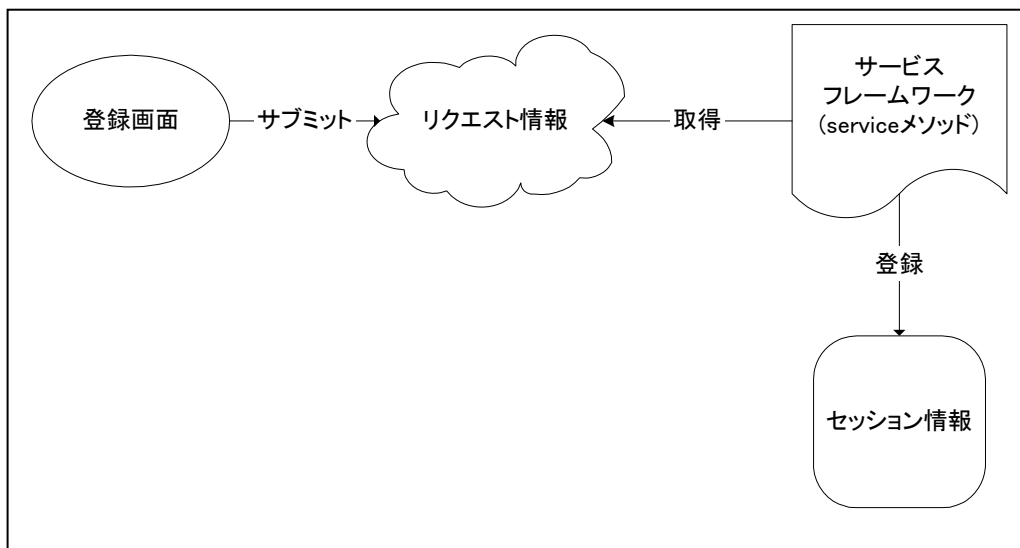 登録画面
サブミット
リクエスト情報
取得
サービス
フレームワーク
(serviceメソッド)
登録
セッション情報